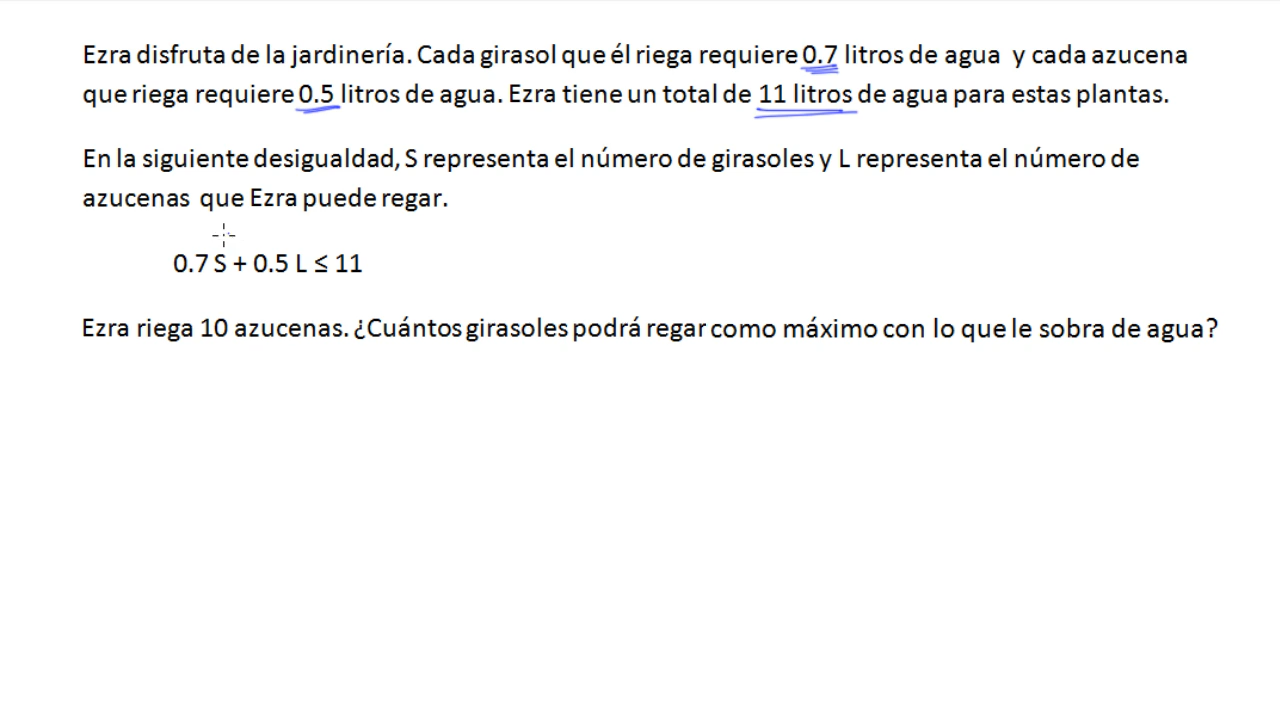 Ezra disfruta de la jardinería. Cada girasol que él riega requiere 0.7 litros de agua y cada azucena
que riega requiere 0.5 litros de agua. Ezra tiene un total de 11 litros de agua para estas plantas.
En la siguiente desigualdad, S representa el número de girasoles y L representa el número de
azucenas que Ezra puede regar.
0.7 S + 0.5 L ≤ 11
Ezra riega 10 azucenas. ¿Cuántos girasoles podrá regar como máximo con lo que le sobra de agua?